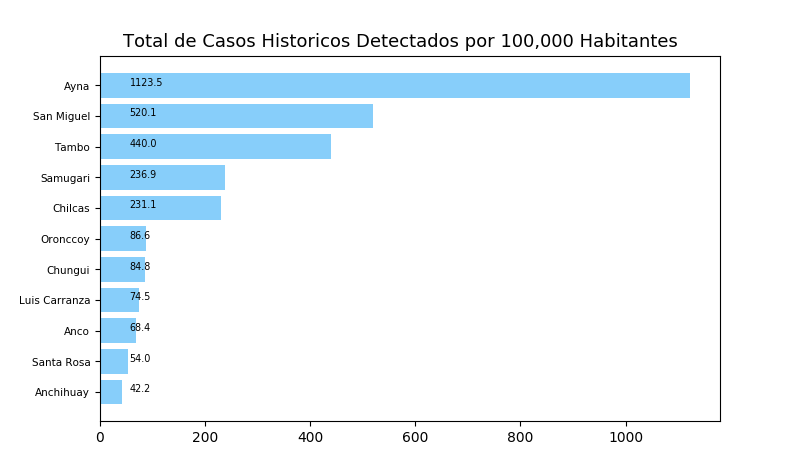 Total de Casos Historicos Detectados por 100,000 Habitantes
Ayna 1123.5
San Miguel 520.1
Tambo 440.0
Samugari 236.9
Chilcas 231.1
Oronccoy 86.6
Chungui 84.8
Luis Carranza 74.5
Anco 68.4
Santa Rosa 54.0
Anchihuay 42.2
0 200 400 600 800 1000